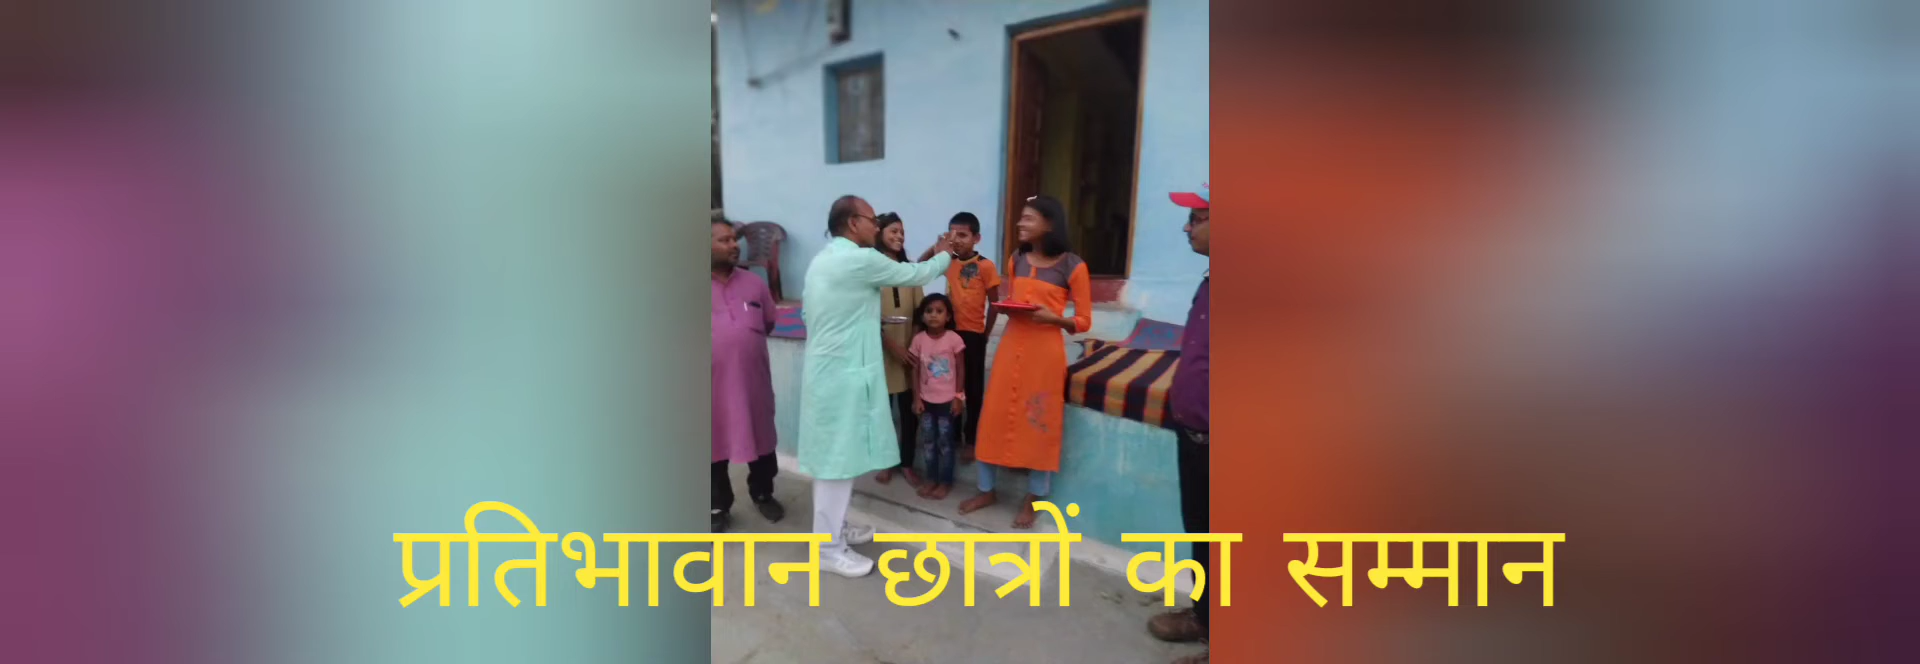 प्रतिभावान छात्रों का सम्मान